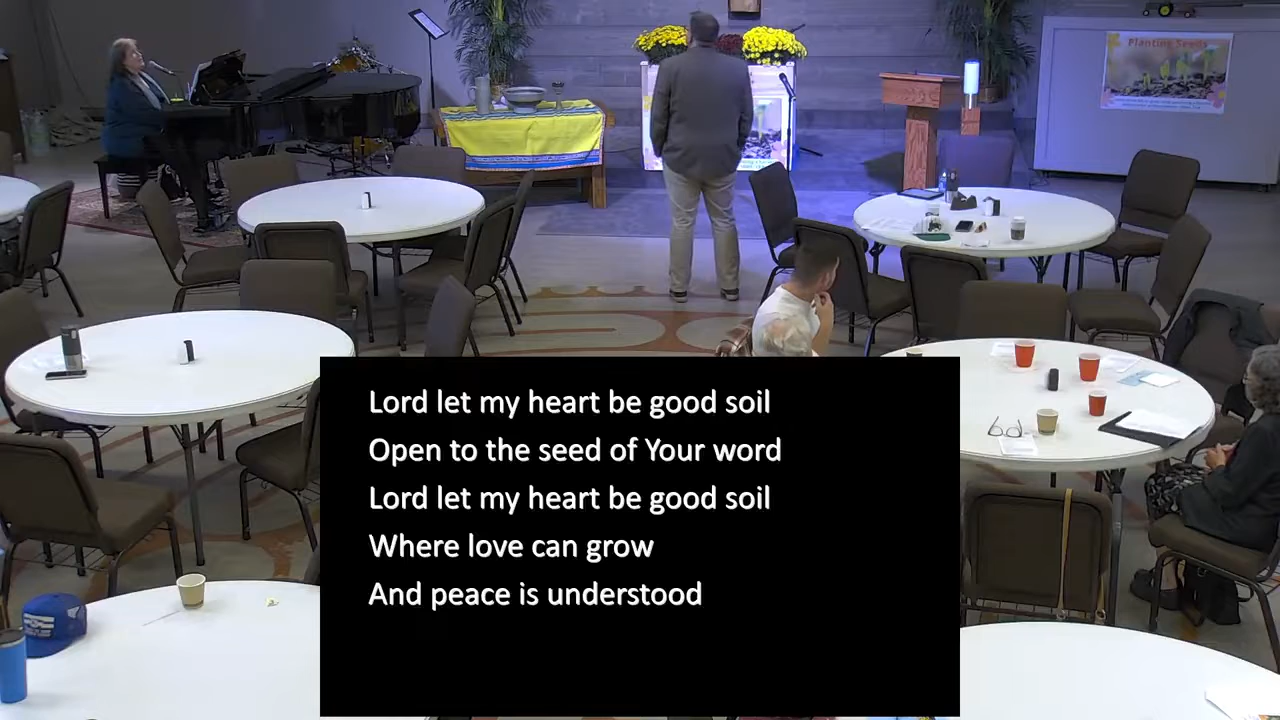 Planting Seeds
Lord let my heart be good soil
Open to the seed of Your word
Lord let my heart be good soil
Where love can grow
And peace is understood